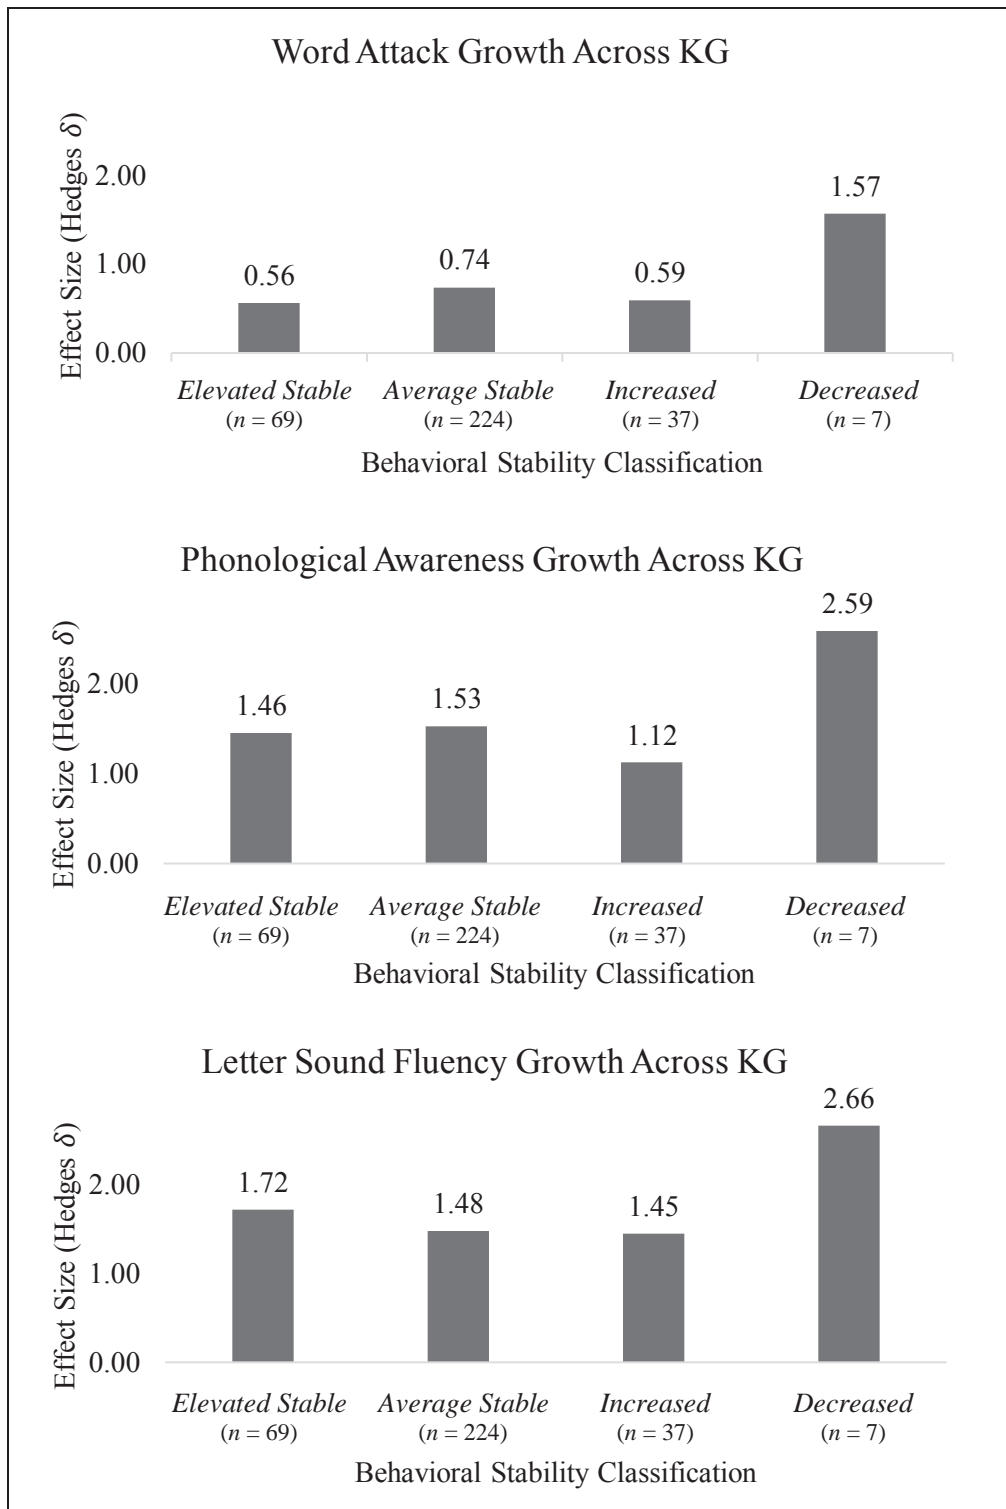 Word Attack Growth Across KG
Effect Size (Hedges δ)
2.00
1.00
0.00
0.56
0.74
0.59
1.57
Elevated Stable
(n = 69)
Average Stable
(n = 224)
Increased
(n = 37)
Decreased
(n = 7)
Behavioral Stability Classification
Phonological Awareness Growth Across KG
Effect Size (Hedges δ)
2.00
1.00
0.00
1.46
1.53
1.12
2.59
Elevated Stable
(n = 69)
Average Stable
(n = 224)
Increased
(n = 37)
Decreased
(n = 7)
Behavioral Stability Classification
Letter Sound Fluency Growth Across KG
Effect Size (Hedges δ)
2.00
1.00
0.00
1.72
1.48
1.45
2.66
Elevated Stable
(n = 69)
Average Stable
(n = 224)
Increased
(n = 37)
Decreased
(n = 7)
Behavioral Stability Classification